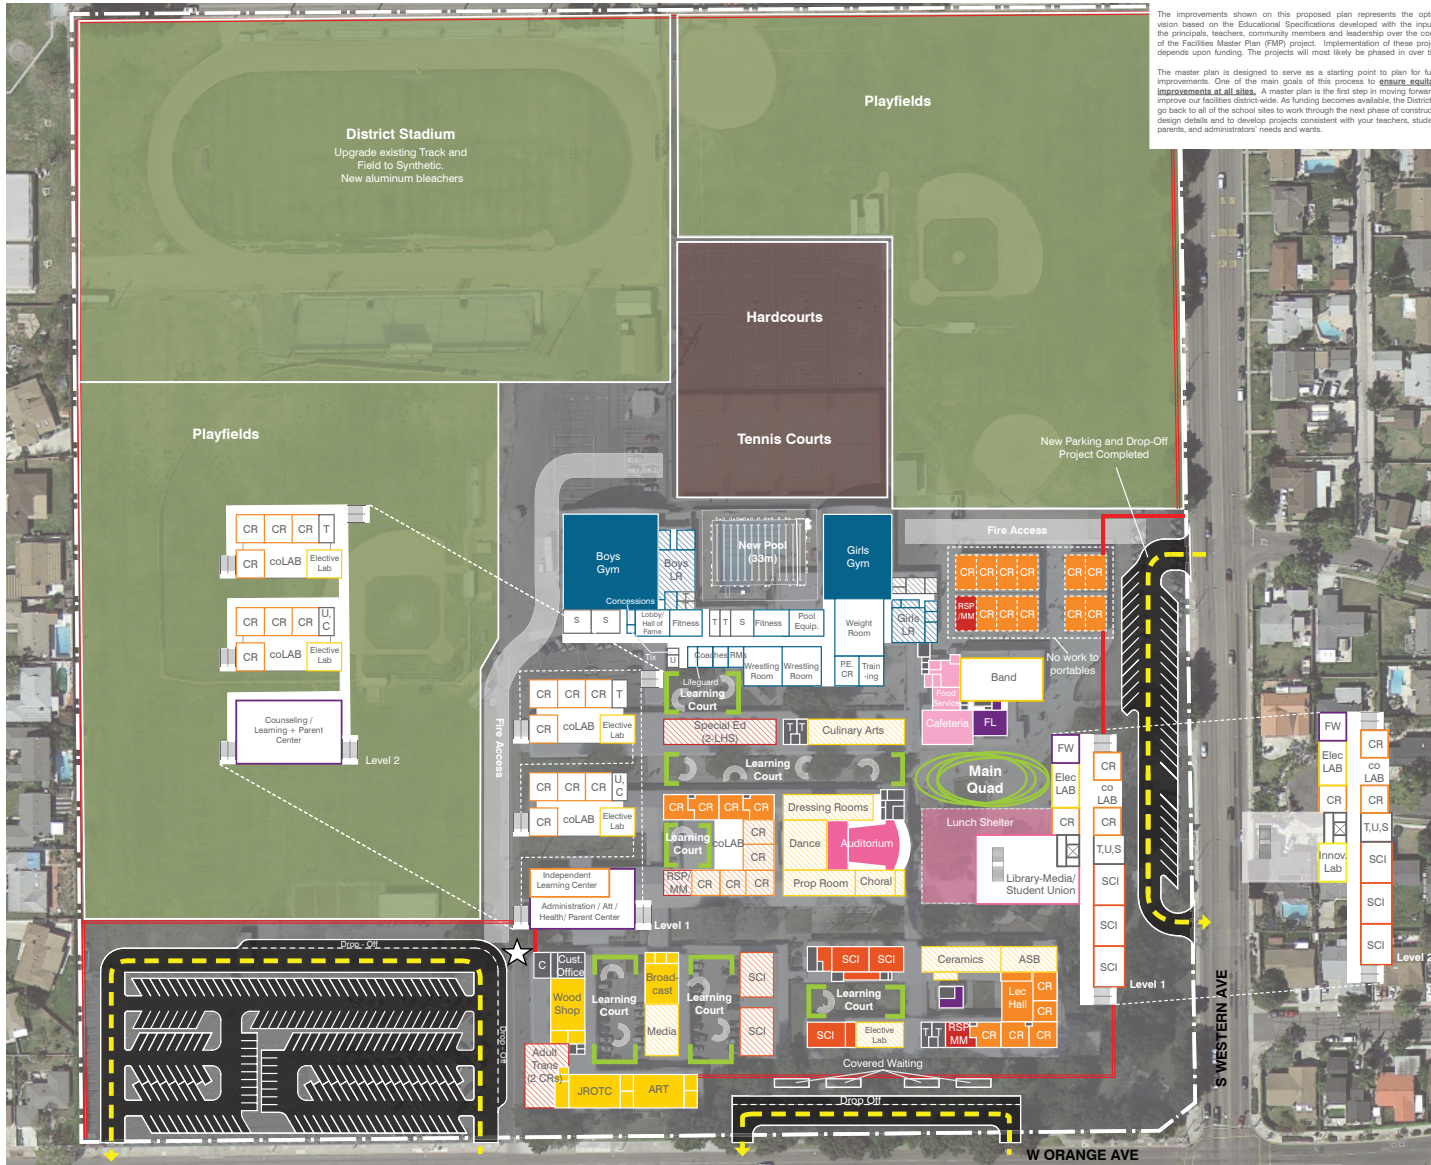 The improvements shown on this proposed plan represents the opti
vision based on the Educational Specifications developed with the inpu
the principals, teachers, community members and leadership over the co
of the Facilities Master Plan (FMP) project. Implementation of these proj
depends upon funding. The projects will most likely be phased in over ti
The master plan is designed to serve as a starting point to plan for fu
improvements. One of the main goals of this process to ensure equita
improvements at all sites. A master plan is the first step in moving forwar
improve our facilities district-wide. As funding becomes available, the District
go back to all of the school sites to work through the next phase of construc
design details and to develop projects consistent with your teachers, stude
parents, and administrators' needs and wants.
Playfields
District Stadium
Upgrade existing Track and
Field to Synthetic.
New aluminum bleachers
Hardcourts
Tennis Courts
Playfields
New Parking and Drop-Off
Project Completed
Fire Access
CR CR CR T
CR coLAB Elective
Lab
CR CR CR U,
C
CR coLAB Elective
Lab
Counseling /
Learning + Parent
Center
Level 2
Boys
Gym
Boys
LR
New Pool
(33m)
Girls
Gym
Concessions
S S Lobby/
Hall of
Fame
Fitness T T S Fitness Pool
Equip.
Weight
Room
Girls
LR
CR CR CR CR CR CR
RSP
/MM
CR CR CR CR CR
No work to
portables
Tix
U
Coaches RMs
Wrestling
Room
Wrestling
Room
P.E.
CR
Train
-ing
Lifeguard
Learning
Court
Food
Service
Band
Cafeteria
FL
Fire Access
CR CR CR T
CR coLAB Elective
Lab
Special Ed
(2-LHS)
T T
Culinary Arts
Learning
Court
Main
Quad
CR CR CR U,
C
CR coLAB Elective
Lab
CR CR CR CR
Learning
Court
coLAB
CR
CR
RSP/
MM
CR CR CR
Dressing Rooms
Dance
Auditorium
Prop Room
Choral
Lunch Shelter
Library-Media/
Student Union
FW
Elec
LAB
CR
CR
co
LAB
CR
T,U,S
SCI
SCI
SCI
Level 1
FW
Elec
LAB
CR
Innov.
Lab
CR
co
LAB
CR
T,U,S
SCI
SCI
SCI
Level 2
Independent
Learning Center
Administration / Att /
Health/ Parent Center
Level 1
Drop - Off
Drop - Off
C
Cust.
Office
Wood
Shop
Adult
Trans
(2 CRs)
Learning
Court
Broad-
cast
Media
Learning
Court
SCI
SCI
JROTC
ART
SCI SCI
Learning
Court
SCI
Elective
Lab
Ceramics
ASB
Lec
Hall
CR
CR
T T
RSP
MM
CR CR CR
Covered Waiting
Drop Off
S WESTERN AVE
W ORANGE AVE